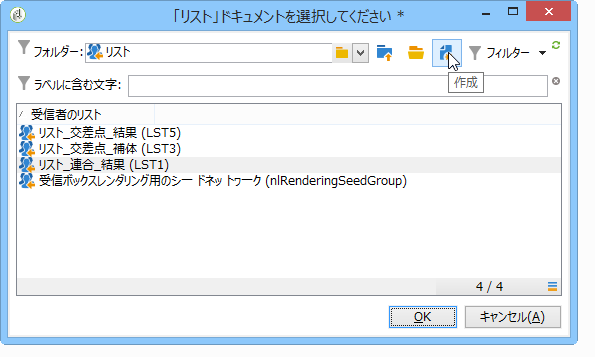 「リスト」ドキュメントを選択してください *
フォルダー: リスト フィルター
作成
ラベルに含む文字:
受信者のリスト
リスト_交差点_結果 (LST5)
リスト_交差点_補体 (LST3)
リスト_連合_結果 (LST1)
受信ボックスレンダリング用のシー ドネットワーク (nlRenderingSeedGroup)
4 / 4
OK キャンセル(A)